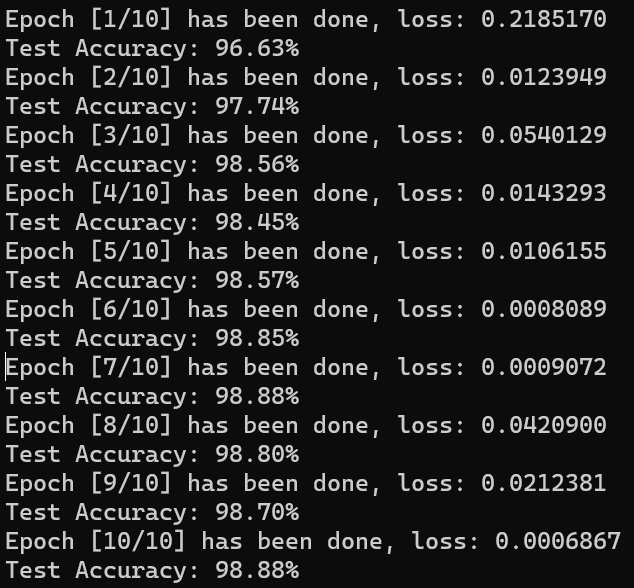 Epoch [1/10] has been done, loss: 0.2185170
Test Accuracy: 96.63%
Epoch [2/10] has been done, loss: 0.0123949
Test Accuracy: 97.74%
Epoch [3/10] has been done, loss: 0.0540129
Test Accuracy: 98.56%
Epoch [4/10] has been done, loss: 0.0143293
Test Accuracy: 98.45%
Epoch [5/10] has been done, loss: 0.0106155
Test Accuracy: 98.57%
Epoch [6/10] has been done, loss: 0.0008089
Test Accuracy: 98.85%
Epoch [7/10] has been done, loss: 0.0009072
Test Accuracy: 98.88%
Epoch [8/10] has been done, loss: 0.0420900
Test Accuracy: 98.80%
Epoch [9/10] has been done, loss: 0.0212381
Test Accuracy: 98.70%
Epoch [10/10] has been done, loss: 0.0006867
Test Accuracy: 98.88%